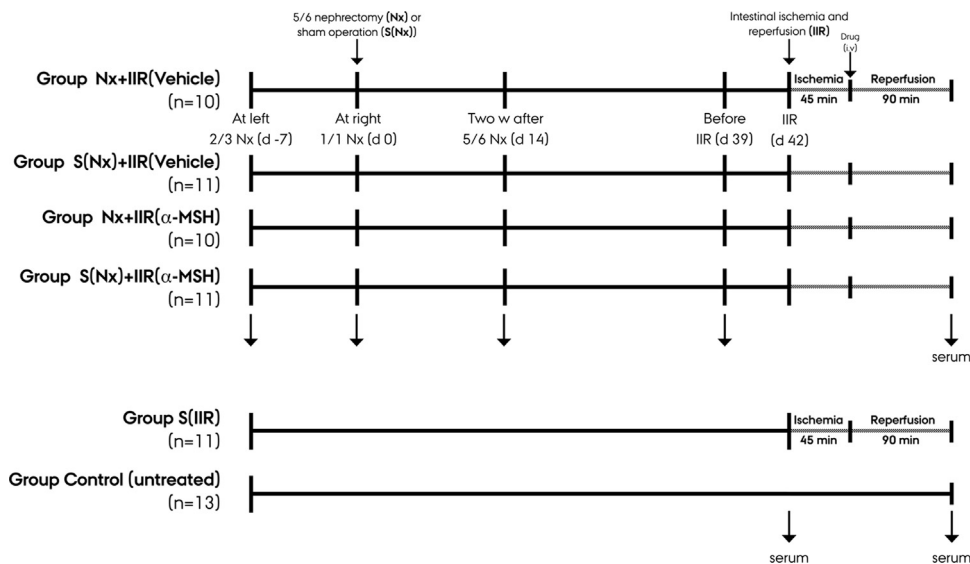 5/6 nephrectomy (Nx) or
sham operation (S(Nx))
Intestinal ischemia and
reperfusion (IIR)
Drug
(i.v)
Group Nx+IIR(Vehicle)
(n=10)
Ischemia
45 min
Reperfusion
90 min
At left
2/3 Nx (d -7)
At right
1/1 Nx (d 0)
Two w after
5/6 Nx (d 14)
Before
IIR (d 39)
IIR
(d 42)
Group S(Nx)+IIR(Vehicle)
(n=11)
Group Nx+IIR(α-MSH)
(n=10)
Group S(Nx)+IIR(α-MSH)
(n=11)
serum
Group S(IIR)
(n=11)
Ischemia
45 min
Reperfusion
90 min
Group Control (untreated)
(n=13)
serum
serum